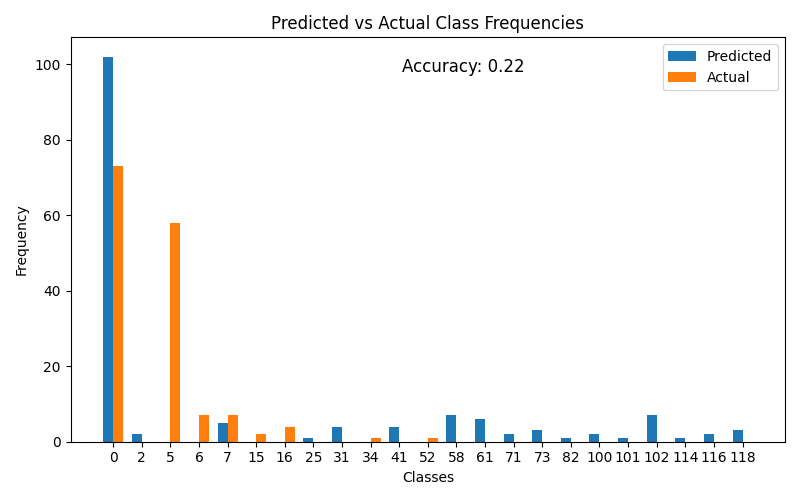 Predicted vs Actual Class Frequencies
Accuracy: 0.22
Predicted
Actual
Frequency
100
80
60
40
20
0
0 2 5 6 7 15 16 25 31 34 41 52 58 61 71 73 82 100 101 102 114 116 118
Classes